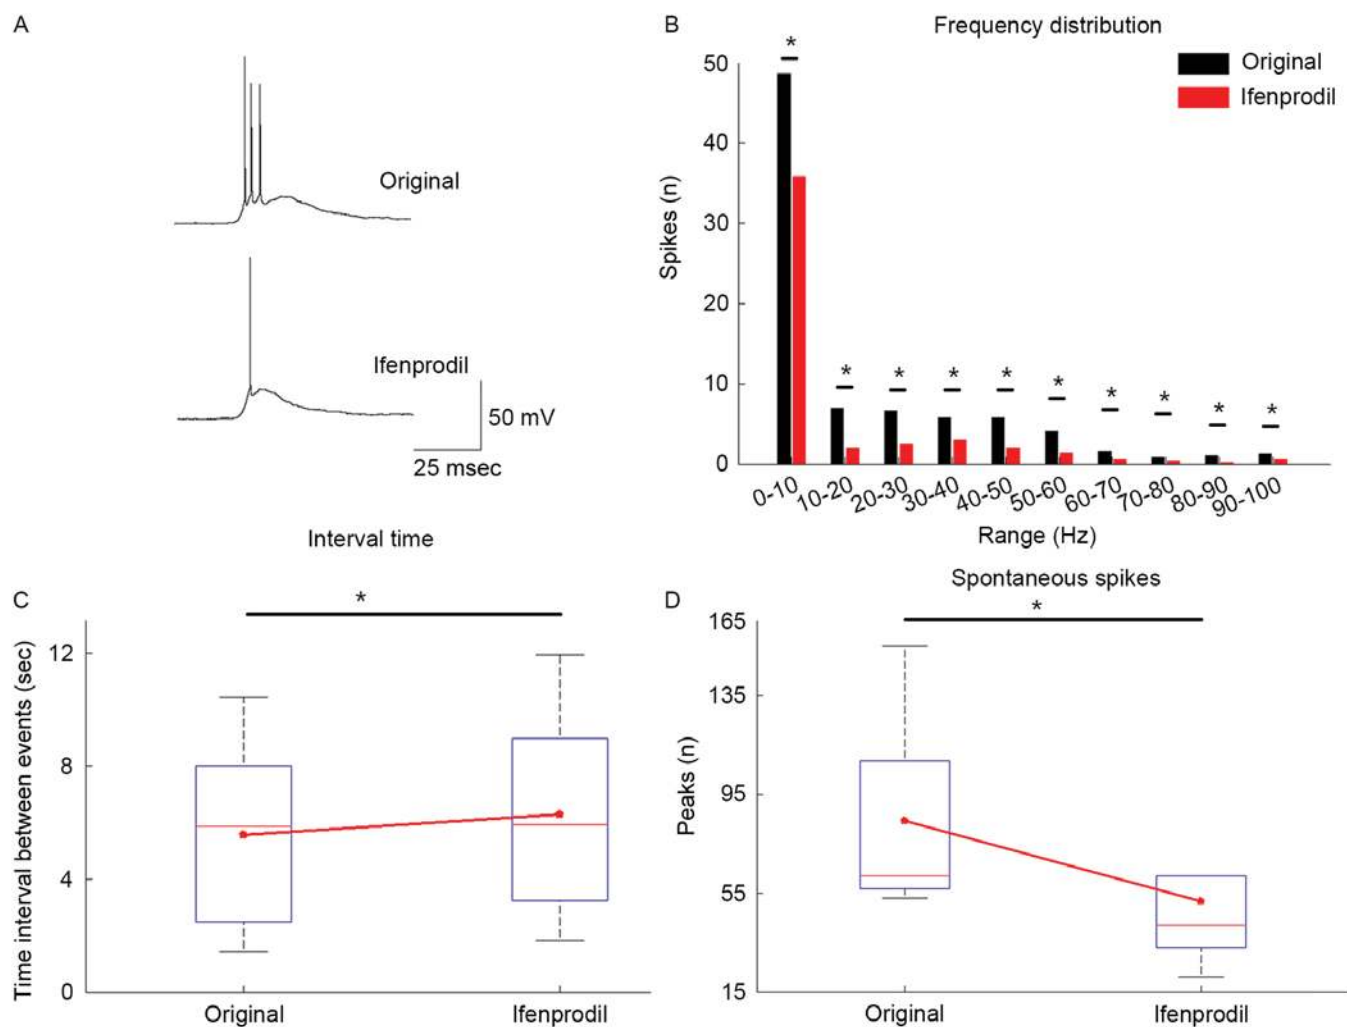 A
Original
Ifenprodil
50 mV
25 msec
B
Frequency distribution
*
Original
Ifenprodil
Spikes (n)
50
40
30
20
10
0
* * * * * * * * *
0-10 10-20 20-30 30-40 40-50 50-60 60-70 70-80 80-90 90-100
Range (Hz)
Interval time
C
*
Time interval between events (sec)
12
8
4
0
Original Ifenprodil
Spontaneous spikes
D
*
Peaks (n)
165
135
95
55
15
Original Ifenprodil